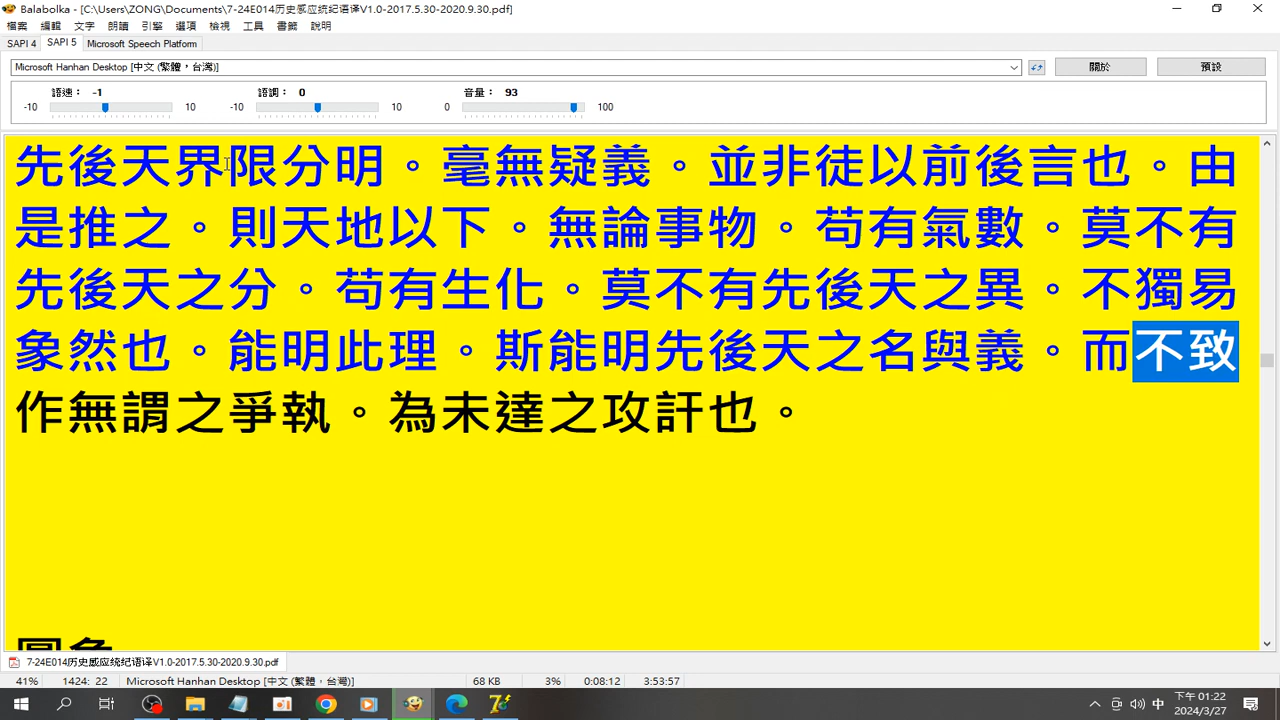 Balabolka - [C:\Users\ZONG\Documents\7-24E014历史感应统纪语译V1.0-2017.5.30-2020.9.30.pdf]
檔案 編輯 文字 朗讀 引擎 選項 檢視 工具 書籤 說明
SAPI 4 SAPI 5 Microsoft Speech Platform
Microsoft Hanhan Desktop [中文 (繁體，台灣)] 關於 預設
語速： -1 語調： 0 音量： 93
-10 10 -10 10 0 100
先後天界限分明。毫無疑義。並非徒以前後言也。由
是推之。則天地以下。無論事物。苟有氣數。莫不有
先後天之分。苟有生化。莫不有先後天之異。不獨易
象然也。能明此理。斯能明先後天之名與義。而不致
作無謂之爭執。為未達之攻訐也。
7-24E014历史感应统纪语译V1.0-2017.5.30-2020.9.30.pdf
41% 1424: 22 Microsoft Hanhan Desktop [中文 (繁體，台灣)] 68 KB 3% 0:08:12 3:53:57
中 下午 01:22
2024/3/27